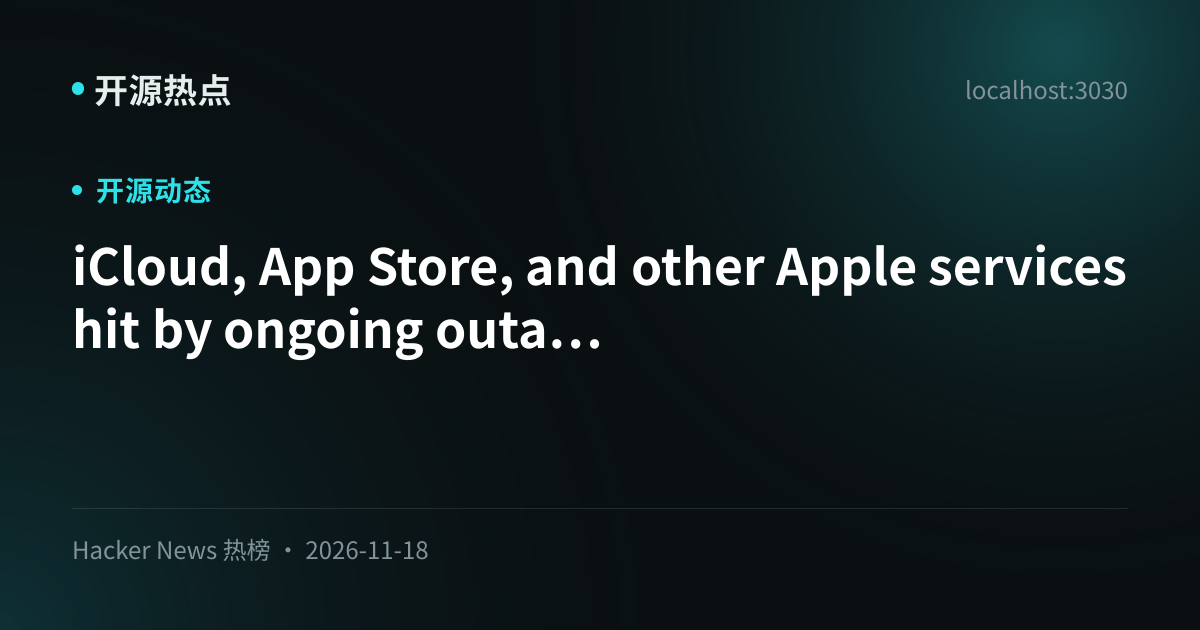 开源热点
localhost:3030
开源动态
iCloud, App Store, and other Apple services
hit by ongoing outa…
Hacker News 热榜 · 2026-11-18